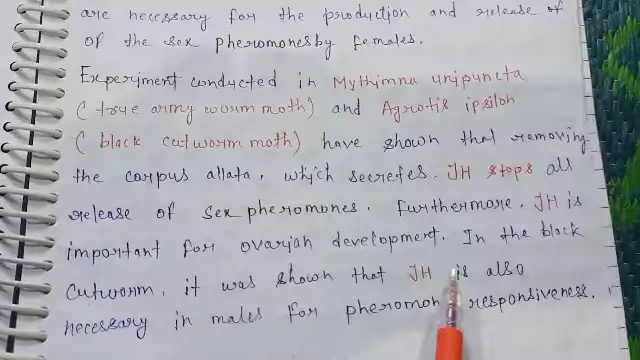 are necessary for the production and release of
of the sex pheromones by females.
Experiment conducted in Mythimna unipuncta
(true army worm moth) and Agrotis ipsilon
(black cutworm moth) have shown that removing
the corpus allata, which secretes. JH stops all
release of sex pheromones. Furthermore, JH is
important for ovarian development. In the black
cutworm, it was shown that JH is also
necessary in males for pheromon responsiveness.